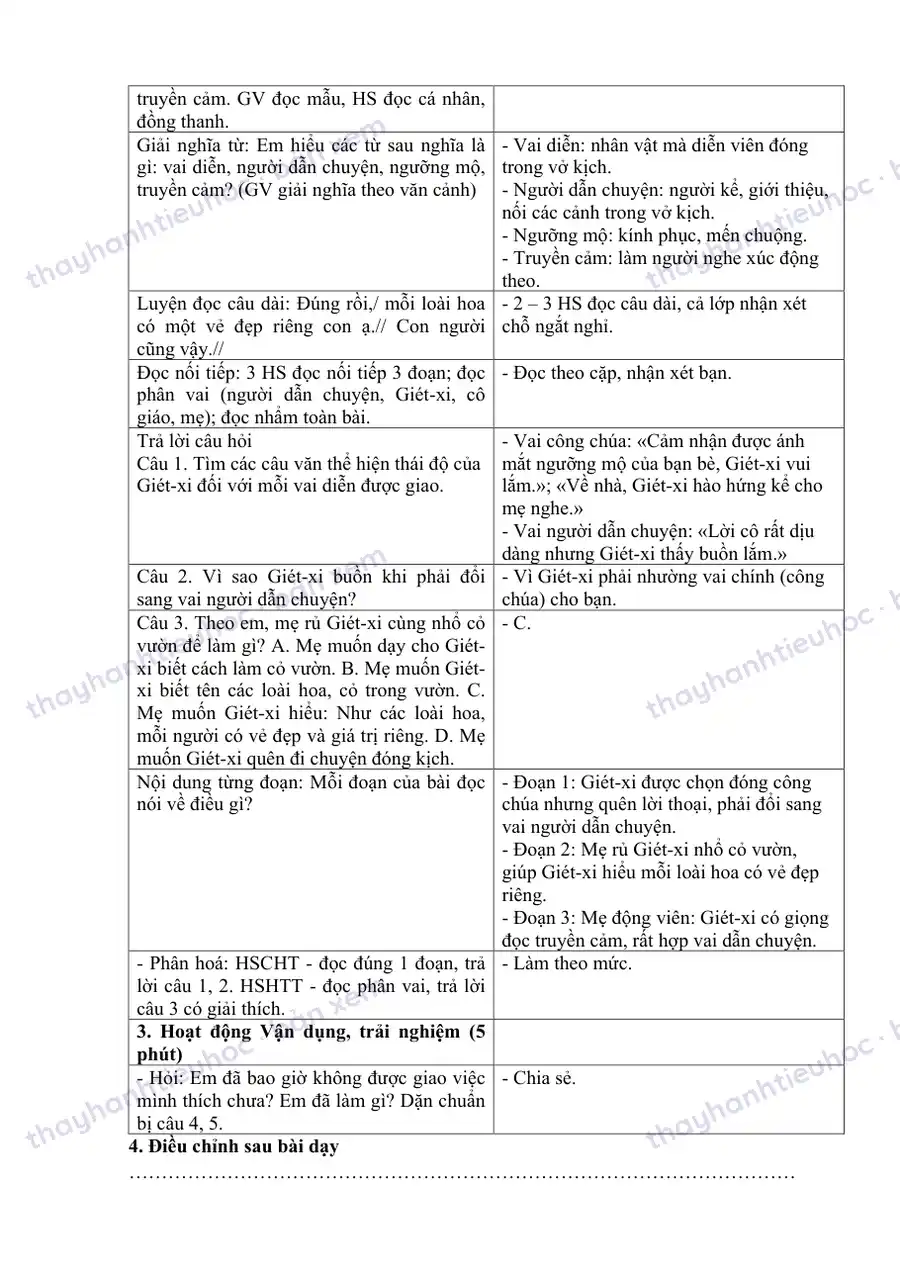 truyền cảm. GV đọc mẫu, HS đọc cá nhân,
đồng thanh.
Giải nghĩa từ: Em hiểu các từ sau nghĩa là
gì: vai diễn, người dẫn chuyện, ngưỡng mộ,
truyền cảm? (GV giải nghĩa theo văn cảnh)
- Vai diễn: nhân vật mà diễn viên đóng
trong vở kịch.
- Người dẫn chuyện: người kể, giới thiệu,
nối các cảnh trong vở kịch.
- Ngưỡng mộ: kính phục, mến chuộng.
- Truyền cảm: làm người nghe xúc động
theo.
Luyện đọc câu dài: Đúng rồi,/ mỗi loài hoa
có một vẻ đẹp riêng con ạ.// Con người
cũng vậy.//
- 2 – 3 HS đọc câu dài, cả lớp nhận xét
chỗ ngắt nghỉ.
Đọc nối tiếp: 3 HS đọc nối tiếp 3 đoạn; đọc
phân vai (người dẫn chuyện, Giét-xi, cô
giáo, mẹ); đọc nhẩm toàn bài.
- Đọc theo cặp, nhận xét bạn.
Trả lời câu hỏi
Câu 1. Tìm các câu văn thể hiện thái độ của
Giét-xi đối với mỗi vai diễn được giao.
- Vai công chúa: «Cảm nhận được ánh
mắt ngưỡng mộ của bạn bè, Giét-xi vui
lắm.»; «Về nhà, Giét-xi hào hứng kể cho
mẹ nghe.»
- Vai người dẫn chuyện: «Lời cô rất dịu
dàng nhưng Giét-xi thấy buồn lắm.»
Câu 2. Vì sao Giét-xi buồn khi phải đổi
sang vai người dẫn chuyện?
- Vì Giét-xi phải nhường vai chính (công
chúa) cho bạn.
Câu 3. Theo em, mẹ rủ Giét-xi cùng nhổ cỏ
vườn để làm gì? A. Mẹ muốn dạy cho Giét-
xi biết cách làm cỏ vườn. B. Mẹ muốn Giét-
xi biết tên các loài hoa, cỏ trong vườn. C.
Mẹ muốn Giét-xi hiểu: Như các loài hoa,
mỗi người có vẻ đẹp và giá trị riêng. D. Mẹ
muốn Giét-xi quên đi chuyện đóng kịch.
- C.
Nội dung từng đoạn: Mỗi đoạn của bài đọc
nói về điều gì?
- Đoạn 1: Giét-xi được chọn đóng công
chúa nhưng quên lời thoại, phải đổi sang
vai người dẫn chuyện.
- Đoạn 2: Mẹ rủ Giét-xi nhổ cỏ vườn,
giúp Giét-xi hiểu mỗi loài hoa có vẻ đẹp
riêng.
- Đoạn 3: Mẹ động viên: Giét-xi có giọng
đọc truyền cảm, rất hợp vai dẫn chuyện.
- Phân hoá: HSCHT - đọc đúng 1 đoạn, trả
lời câu 1, 2. HSHTT - đọc phân vai, trả lời
câu 3 có giải thích.
- Làm theo mức.
3. Hoạt động Vận dụng, trải nghiệm (5
phút)
- Hỏi: Em đã bao giờ không được giao việc
mình thích chưa? Em đã làm gì? Dặn chuẩn
bị câu 4, 5.
- Chia sẻ.
4. Điều chỉnh sau bài dạy
……………………………………………………………………………………
thayhanhtieuhoc · bản xem
thayhanhtieuhoc · b
thayhanhtieuhoc · bản xem
thayhanhtieuhoc · b
thayhanhtieuhoc · bản xem
thayhanhtieuhoc · b